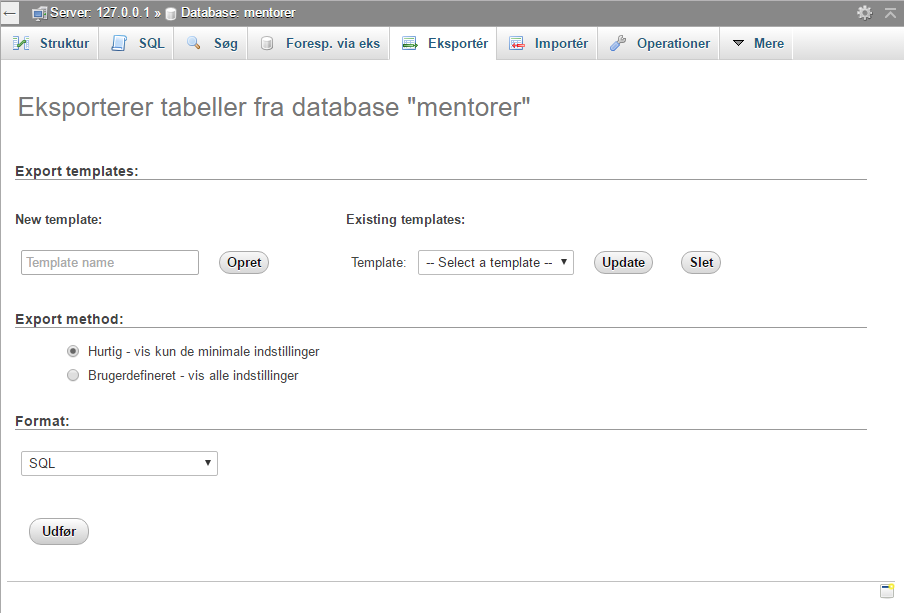 Server: 127.0.0.1 » Database: mentorer
Struktur SQL Søg Foresp. via eks Eksportér Importér Operationer Mere
Eksporterer tabeller fra database "mentorer"
Export templates:
New template: Existing templates:
Template name Opret Template: -- Select a template -- Update Slet
Export method:
Hurtig - vis kun de minimale indstillinger
Brugerdefineret - vis alle indstillinger
Format:
SQL
Udfør